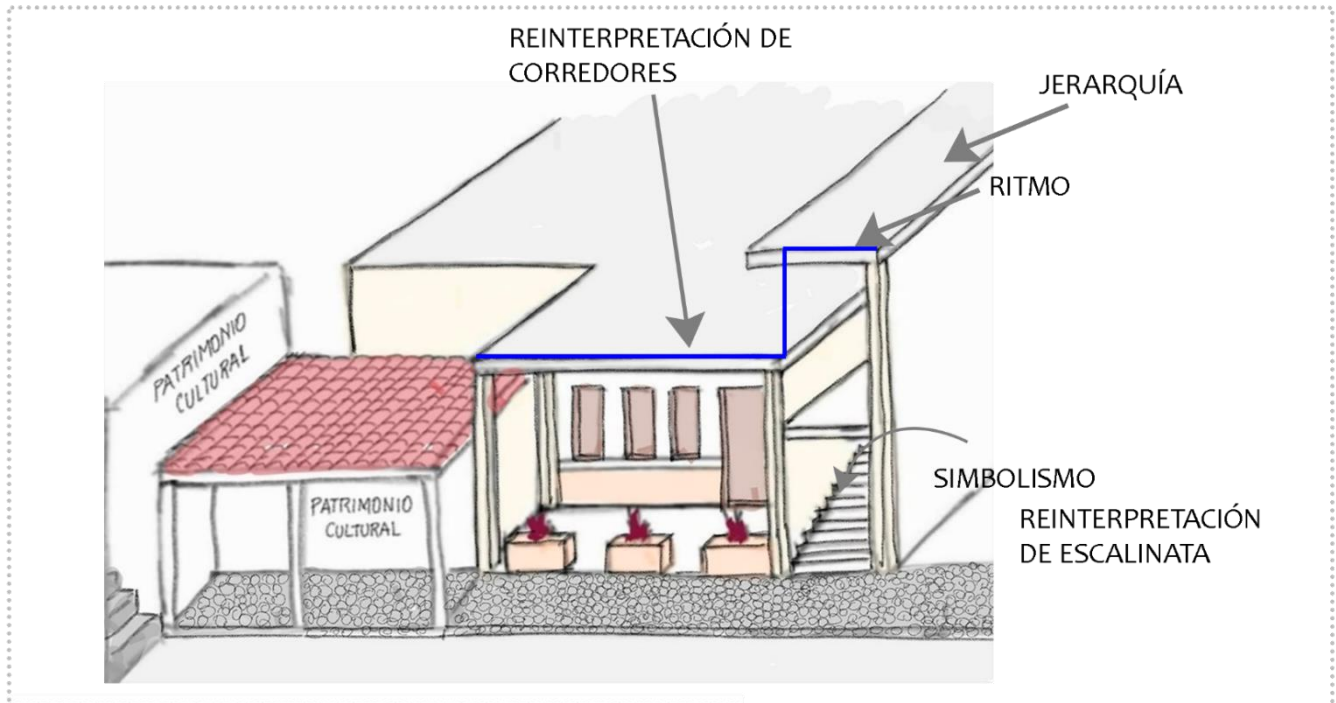 REINTERPRETACIÓN DE
CORREDORES
JERARQUÍA
RITMO
PATRIMONIO
CULTURAL
PATRIMONIO
CULTURAL
SIMBOLISMO
REINTERPRETACIÓN
DE ESCALINATA